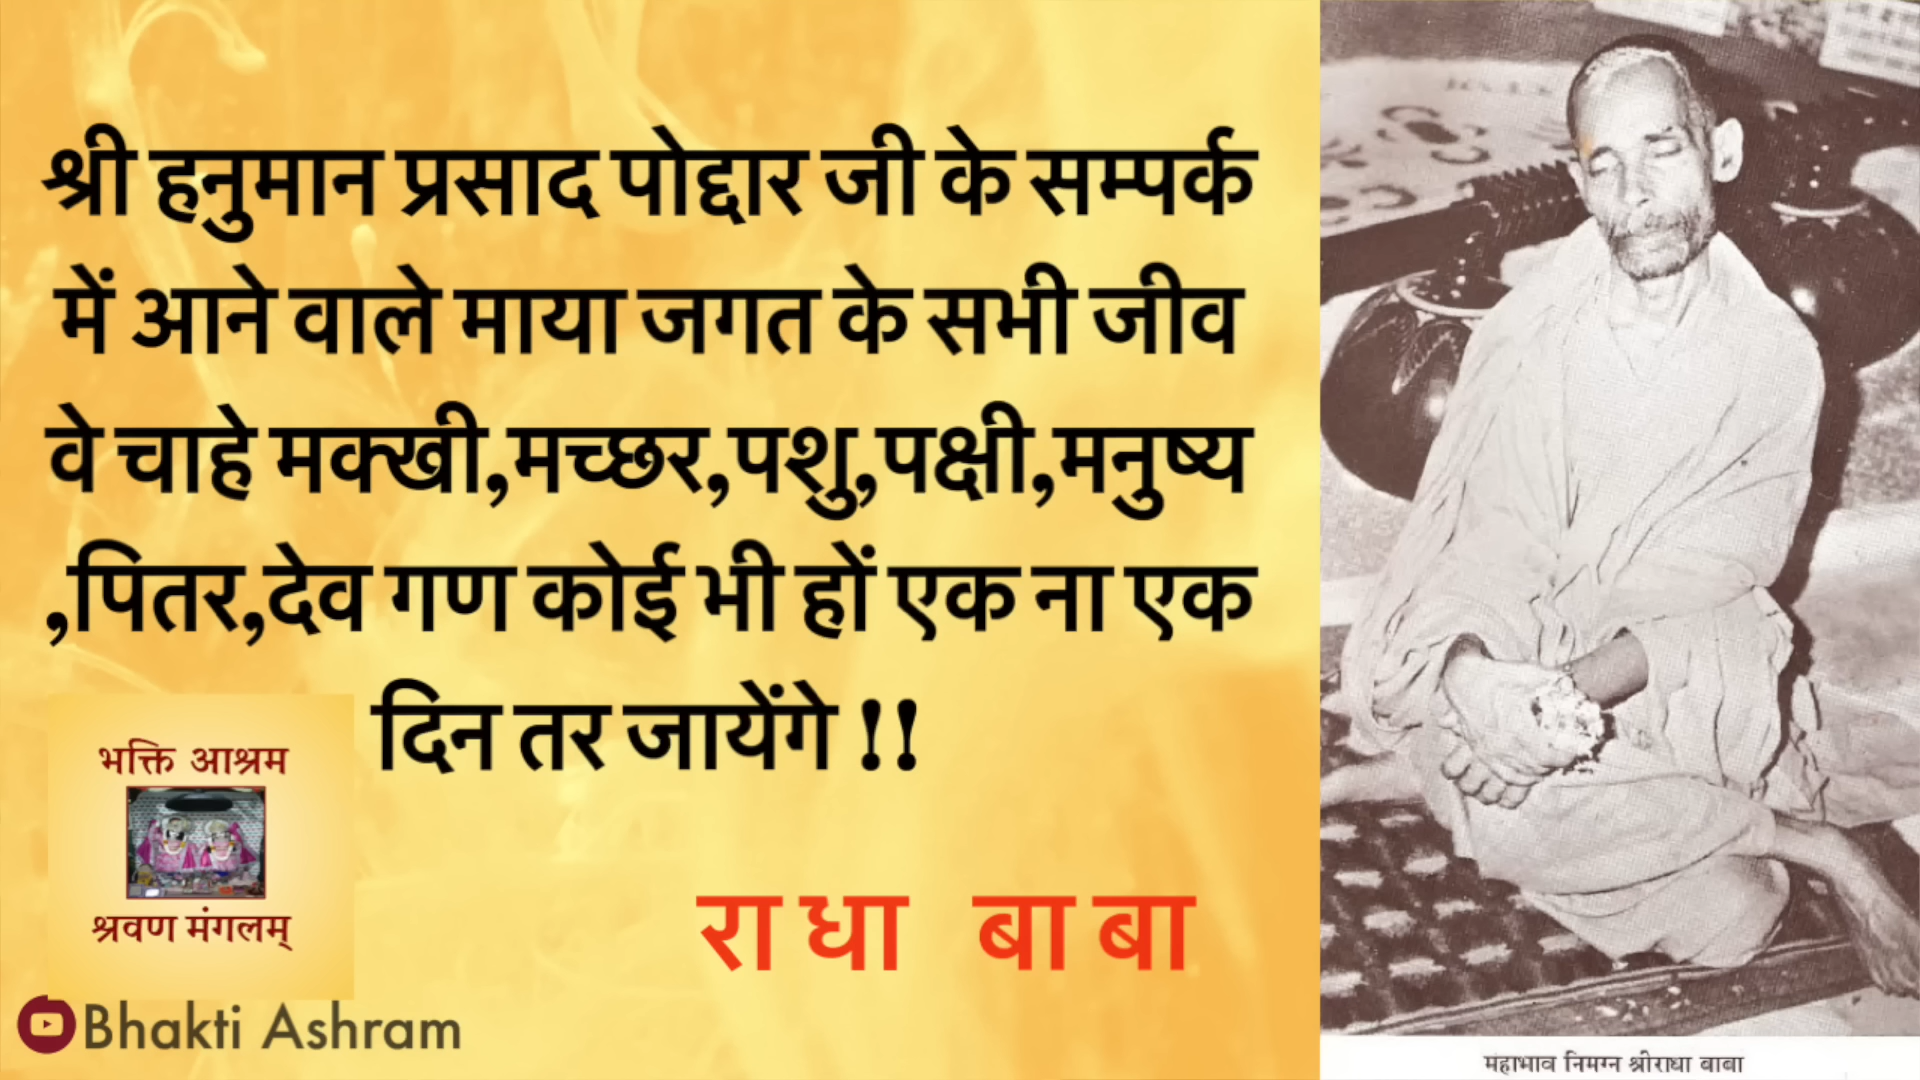 श्री हनुमान प्रसाद पोद्दार जी के सम्पर्क
में आने वाले माया जगत के सभी जीव
वे चाहे मक्खी,मच्छर,पशु,पक्षी,मनुष्य
,पितर,देव गण कोई भी हों एक ना एक
दिन तर जायेंगे !!
राधा बाबा
भक्ति आश्रम
श्रवण मंगलम्
Bhakti Ashram
महाभाव निमग्न श्रीराधा बाबा